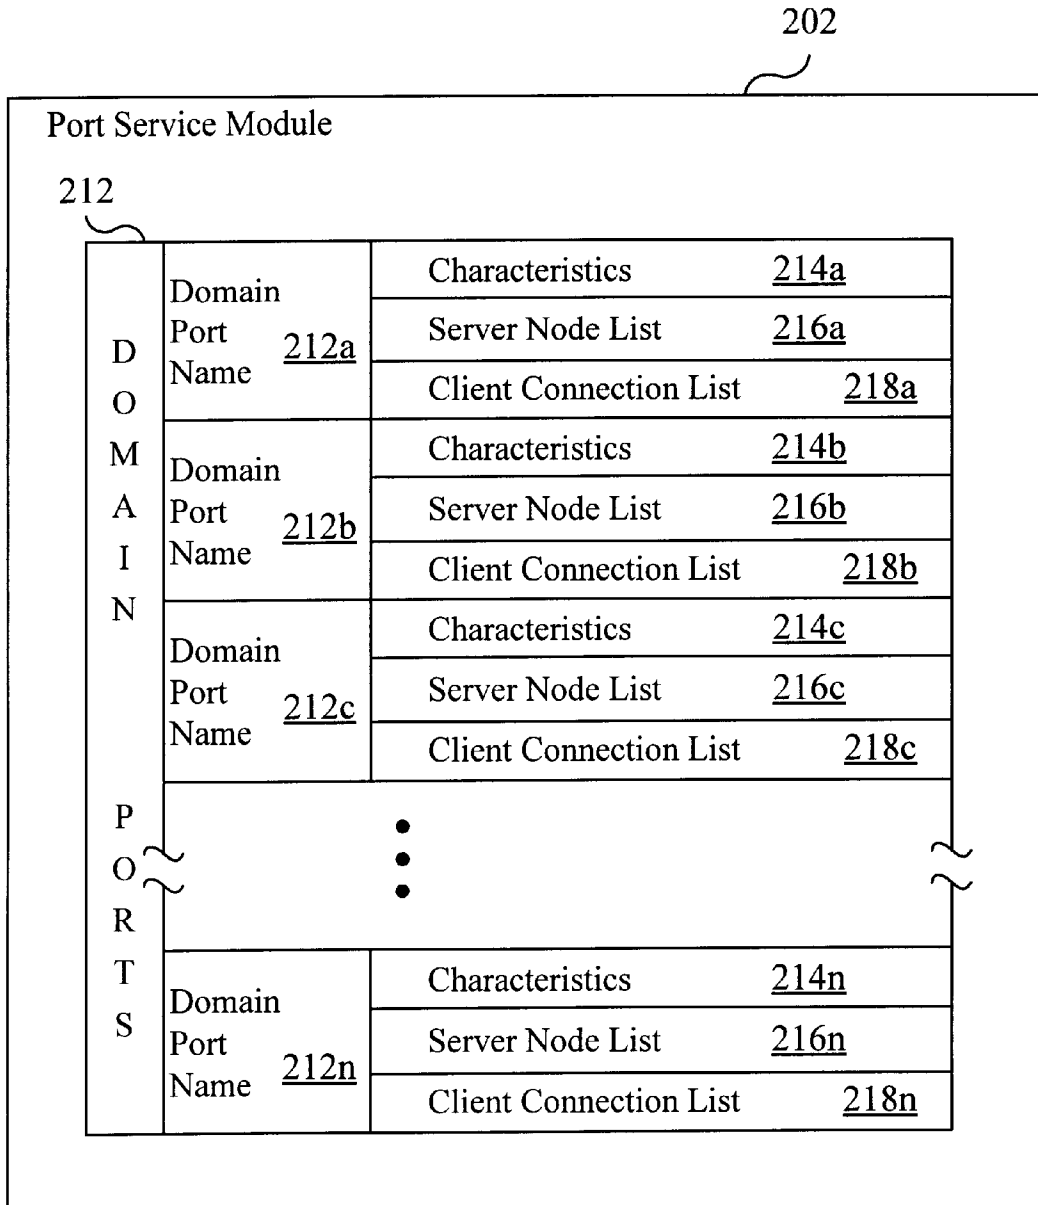 202
Port Service Module
212
DOMAIN PORTS
Domain
Port
Name 212a
Characteristics 214a
Server Node List 216a
Client Connection List 218a
Domain
Port
Name 212b
Characteristics 214b
Server Node List 216b
Client Connection List 218b
Domain
Port
Name 212c
Characteristics 214c
Server Node List 216c
Client Connection List 218c
Domain
Port
Name 212n
Characteristics 214n
Server Node List 216n
Client Connection List 218n